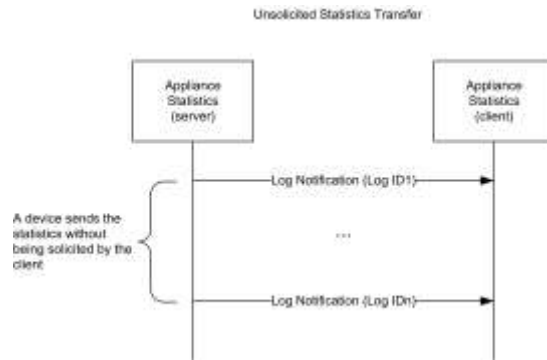 Unsolicited Statistics Transfer
Appliance
Statistics
(server)
Appliance
Statistics
(client)
Log Notification (Log ID1)
A device sends the
statistics without
being solicited by the
client
...
Log Notification (Log IDn)